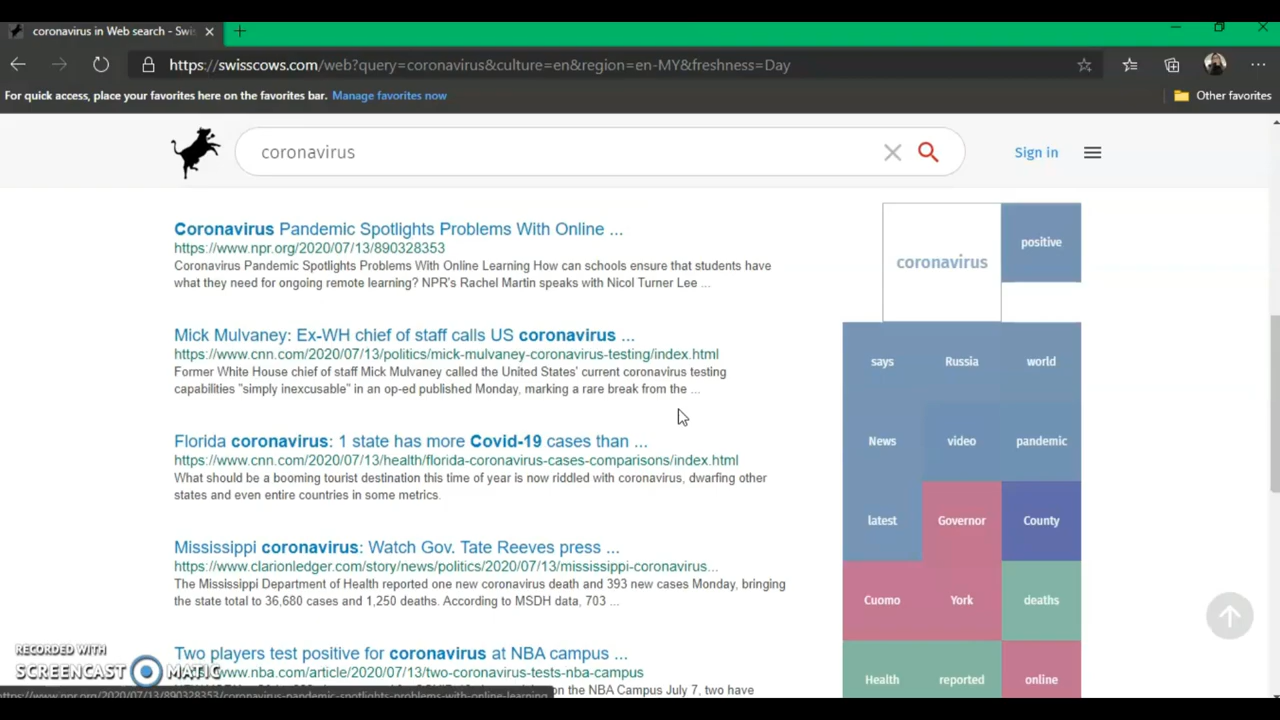 coronavirus in Web search - Swi
https://swisscows.com/web?query=coronavirus&culture=en&region=en-MY&freshness=Day
For quick access, place your favorites here on the favorites bar. Manage favorites now
Other favorites
coronavirus
Sign in
Coronavirus Pandemic Spotlights Problems With Online ...
https://www.npr.org/2020/07/13/890328353
Coronavirus Pandemic Spotlights Problems With Online Learning How can schools ensure that students have
what they need for ongoing remote learning? NPR's Rachel Martin speaks with Nicol Turner Lee ...
Mick Mulvaney: Ex-WH chief of staff calls US coronavirus ...
https://www.cnn.com/2020/07/13/politics/mick-mulvaney-coronavirus-testing/index.html
Former White House chief of staff Mick Mulvaney called the United States' current coronavirus testing
capabilities "simply inexcusable" in an op-ed published Monday, marking a rare break from the ...
Florida coronavirus: 1 state has more Covid-19 cases than ...
https://www.cnn.com/2020/07/13/health/florida-coronavirus-cases-comparisons/index.html
What should be a booming tourist destination this time of year is now riddled with coronavirus, dwarfing other
states and even entire countries in some metrics.
Mississippi coronavirus: Watch Gov. Tate Reeves press ...
https://www.clarionledger.com/story/news/politics/2020/07/13/mississippi-coronavirus...
The Mississippi Department of Health reported one new coronavirus death and 393 new cases Monday, bringing
the state total to 36,680 cases and 1,250 deaths. According to MSDH data, 703 ...
Two players test positive for coronavirus at NBA campus ...
www.nba.com/article/2020/07/13/two-coronavirus-tests-nba-campus
on the NBA Campus July 7, two have
coronavirus
positive
says Russia world
News video pandemic
latest Governor County
Cuomo York deaths
Health reported online
RECORDED WITH
SCREENCAST MATIC
https://www.npr.org/2020/07/13/890328353/coronavirus-pandemic-spotlights-problems-with-online-learning